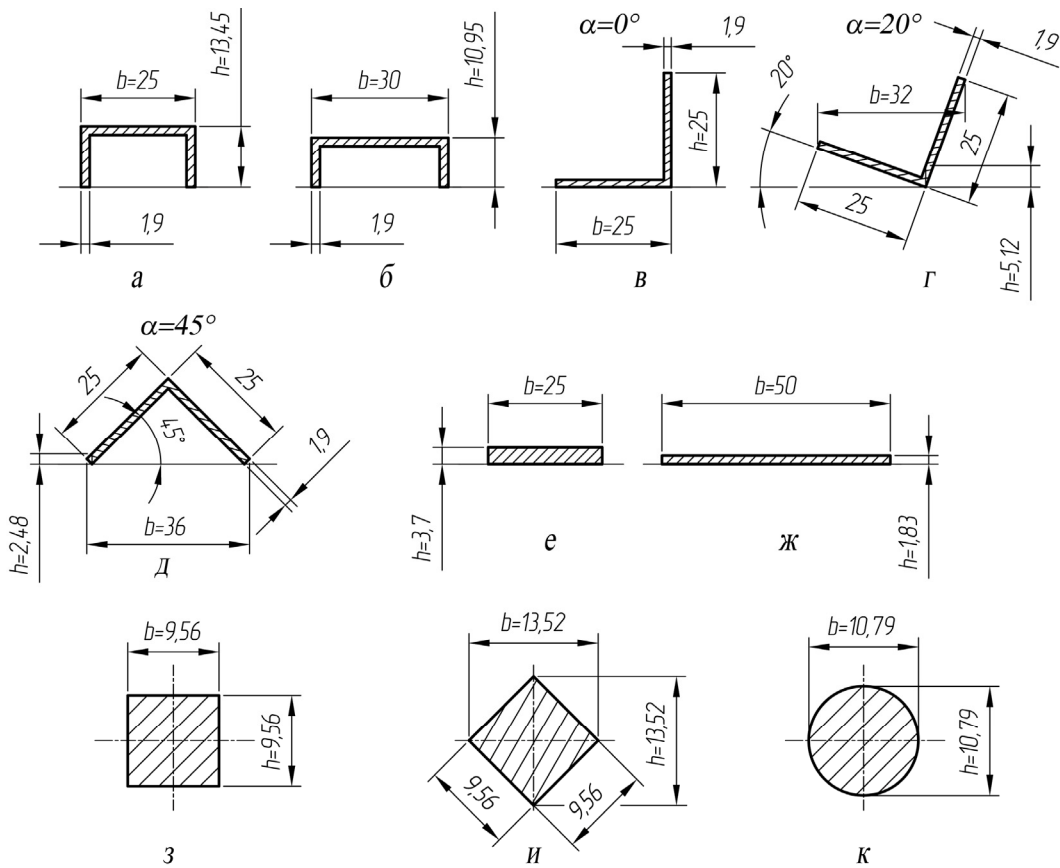 b=25
h=13,45
1,9
а
b=30
h=10,95
1,9
б
α=0°
1,9
h=25
b=25
в
α=20°
1,9
20°
b=32
25
25
h=5,12
г
α=45°
25
25
45°
1,9
h=2,48
b=36
д
b=25
h=3,7
е
b=50
h=1,83
ж
b=9,56
h=9,56
з
b=13,52
h=13,52
9,56
9,56
и
b=10,79
h=10,79
к